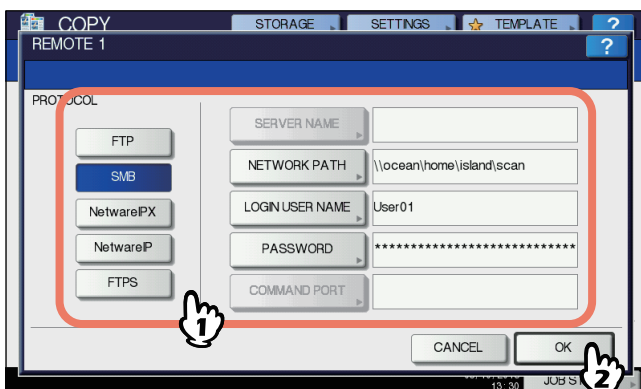 COPY STORAGE SETTINGS TEMPLATE ?
REMOTE 1 ?
PROTOCOL
FTP
SMB
NetwareIPX
NetwareIP
FTPS
SERVER NAME
NETWORK PATH \\ocean\home\island\scan
LOGIN USER NAME User01
PASSWORD ****************************
COMMAND PORT
1
CANCEL OK
2
13:30 JOB S